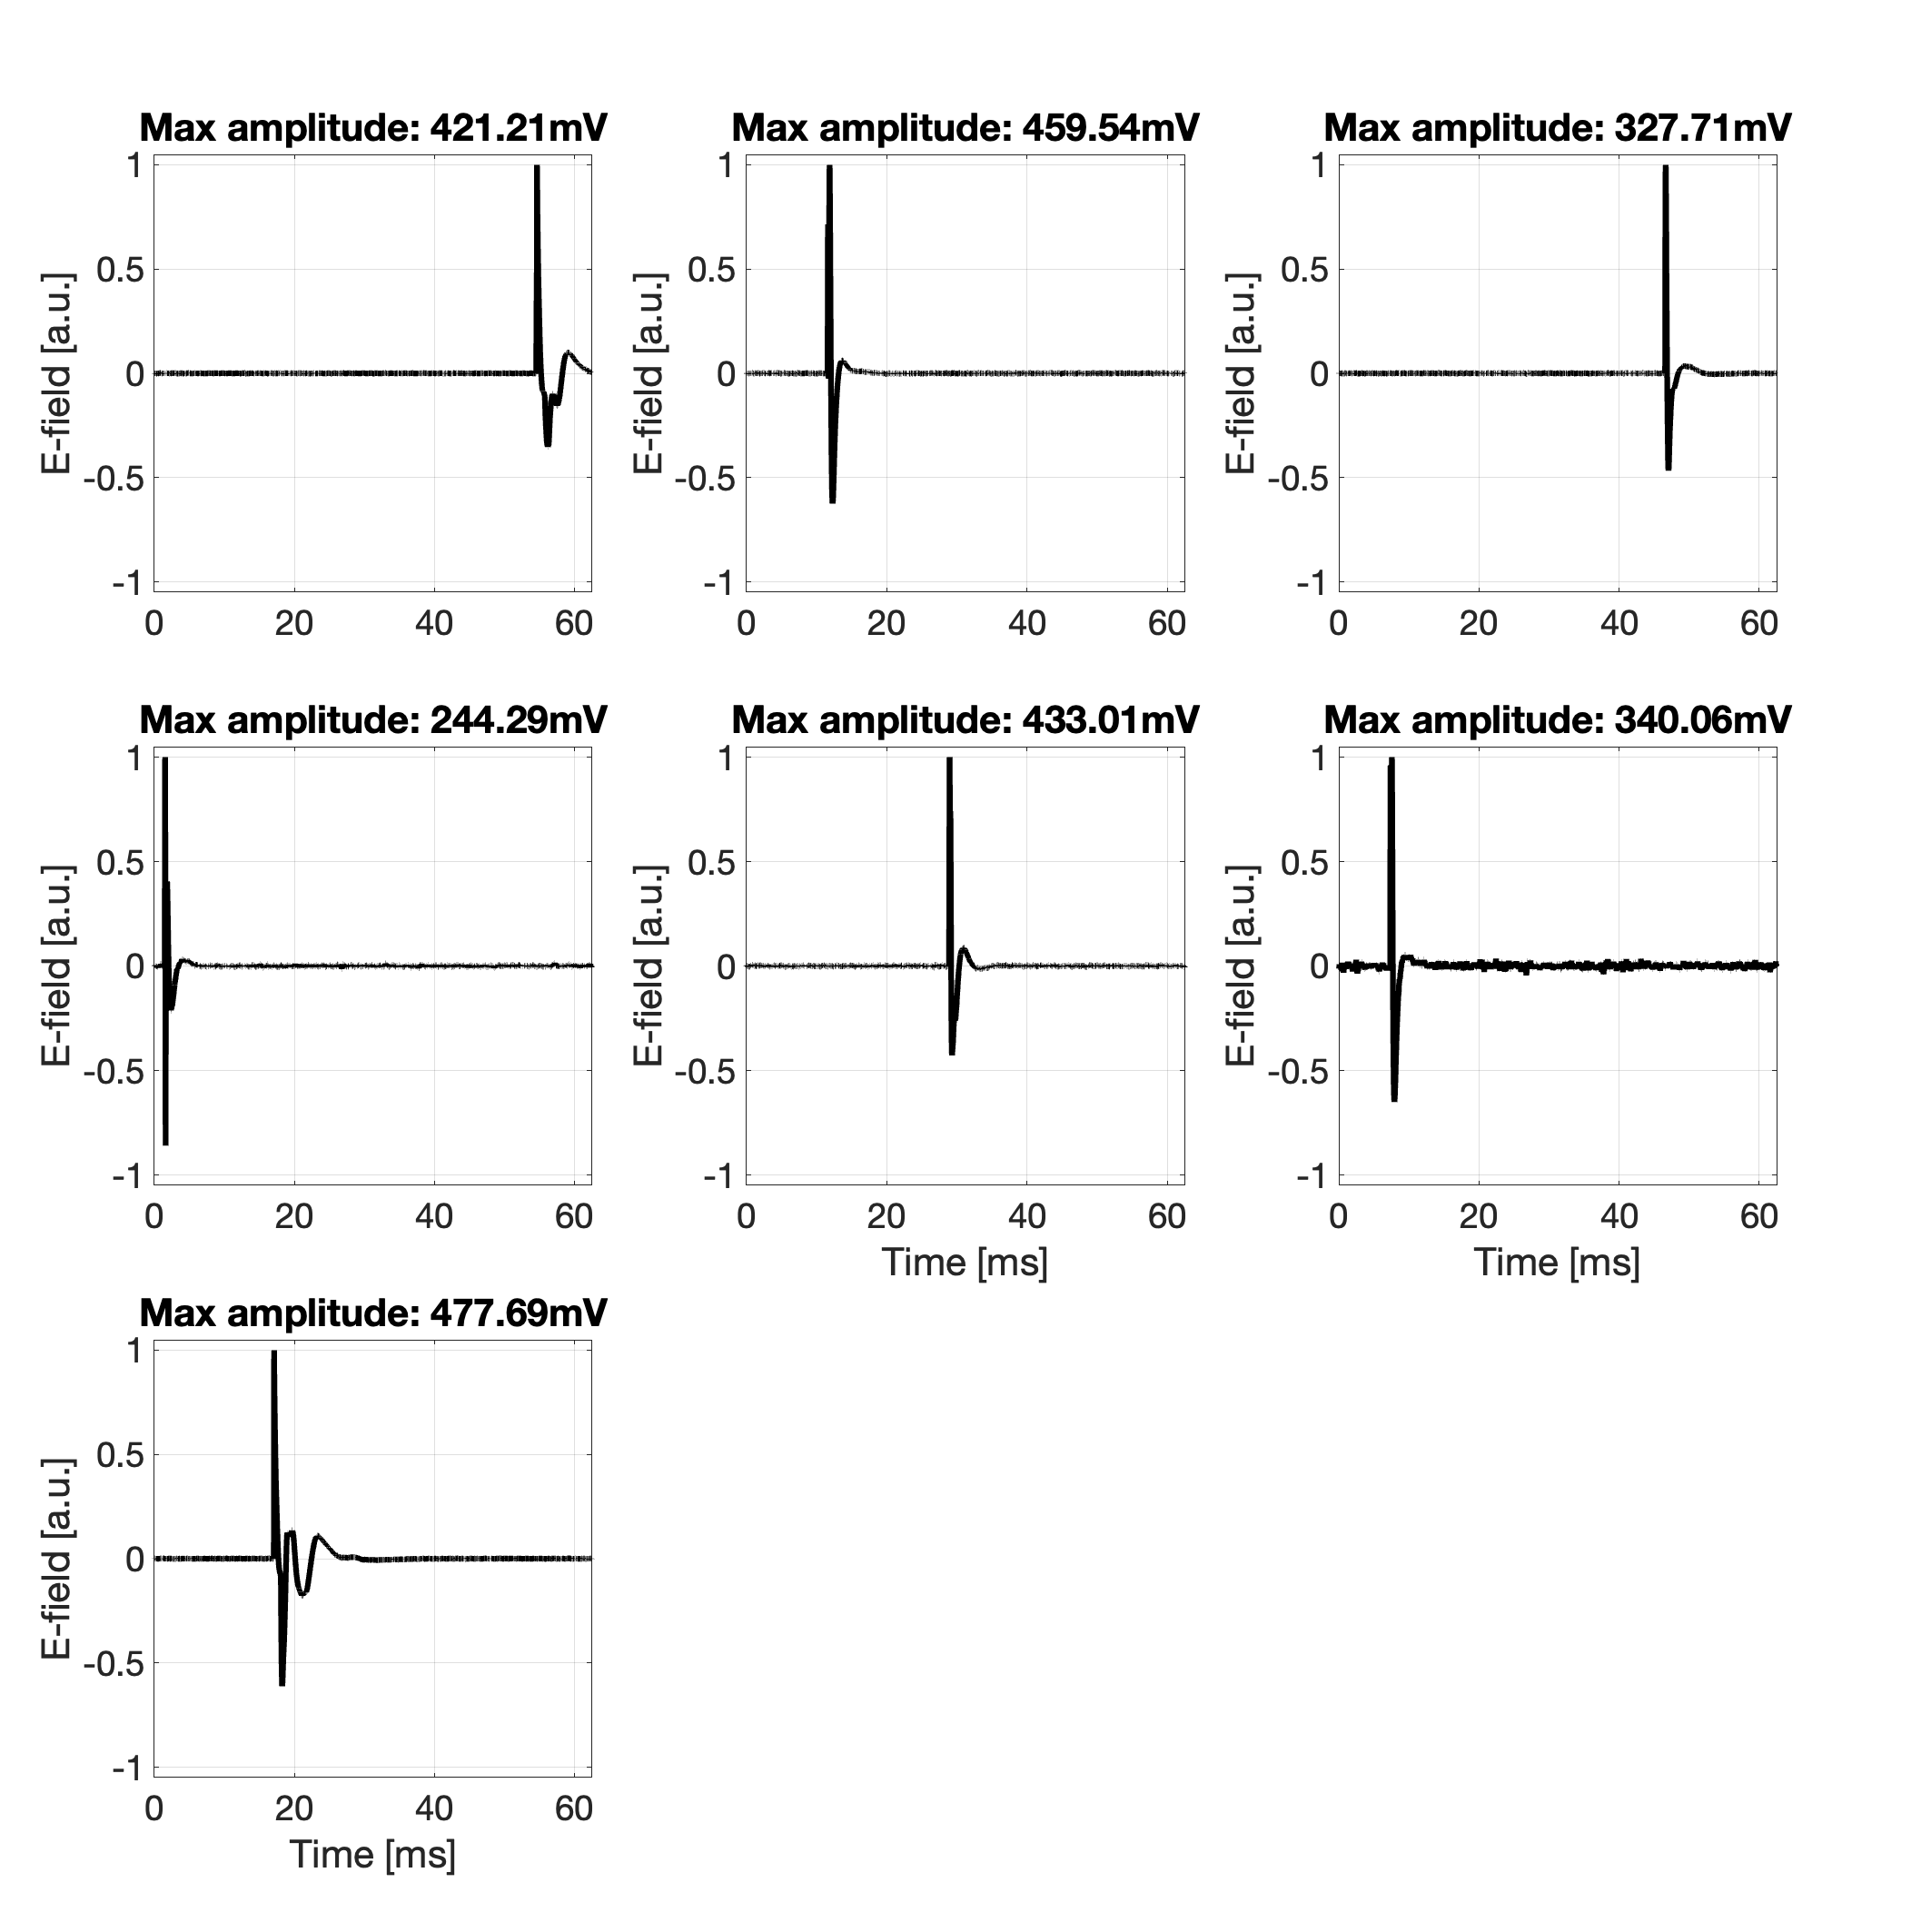 Max amplitude: 421.21mV
1
0.5
0
-0.5
-1
E-field [a.u.]
0 20 40 60
Max amplitude: 459.54mV
1
0.5
0
-0.5
-1
E-field [a.u.]
0 20 40 60
Max amplitude: 327.71mV
1
0.5
0
-0.5
-1
E-field [a.u.]
0 20 40 60
Max amplitude: 244.29mV
1
0.5
0
-0.5
-1
E-field [a.u.]
0 20 40 60
Max amplitude: 433.01mV
1
0.5
0
-0.5
-1
E-field [a.u.]
0 20 40 60
Time [ms]
Max amplitude: 340.06mV
1
0.5
0
-0.5
-1
E-field [a.u.]
0 20 40 60
Time [ms]
Max amplitude: 477.69mV
1
0.5
0
-0.5
-1
E-field [a.u.]
0 20 40 60
Time [ms]